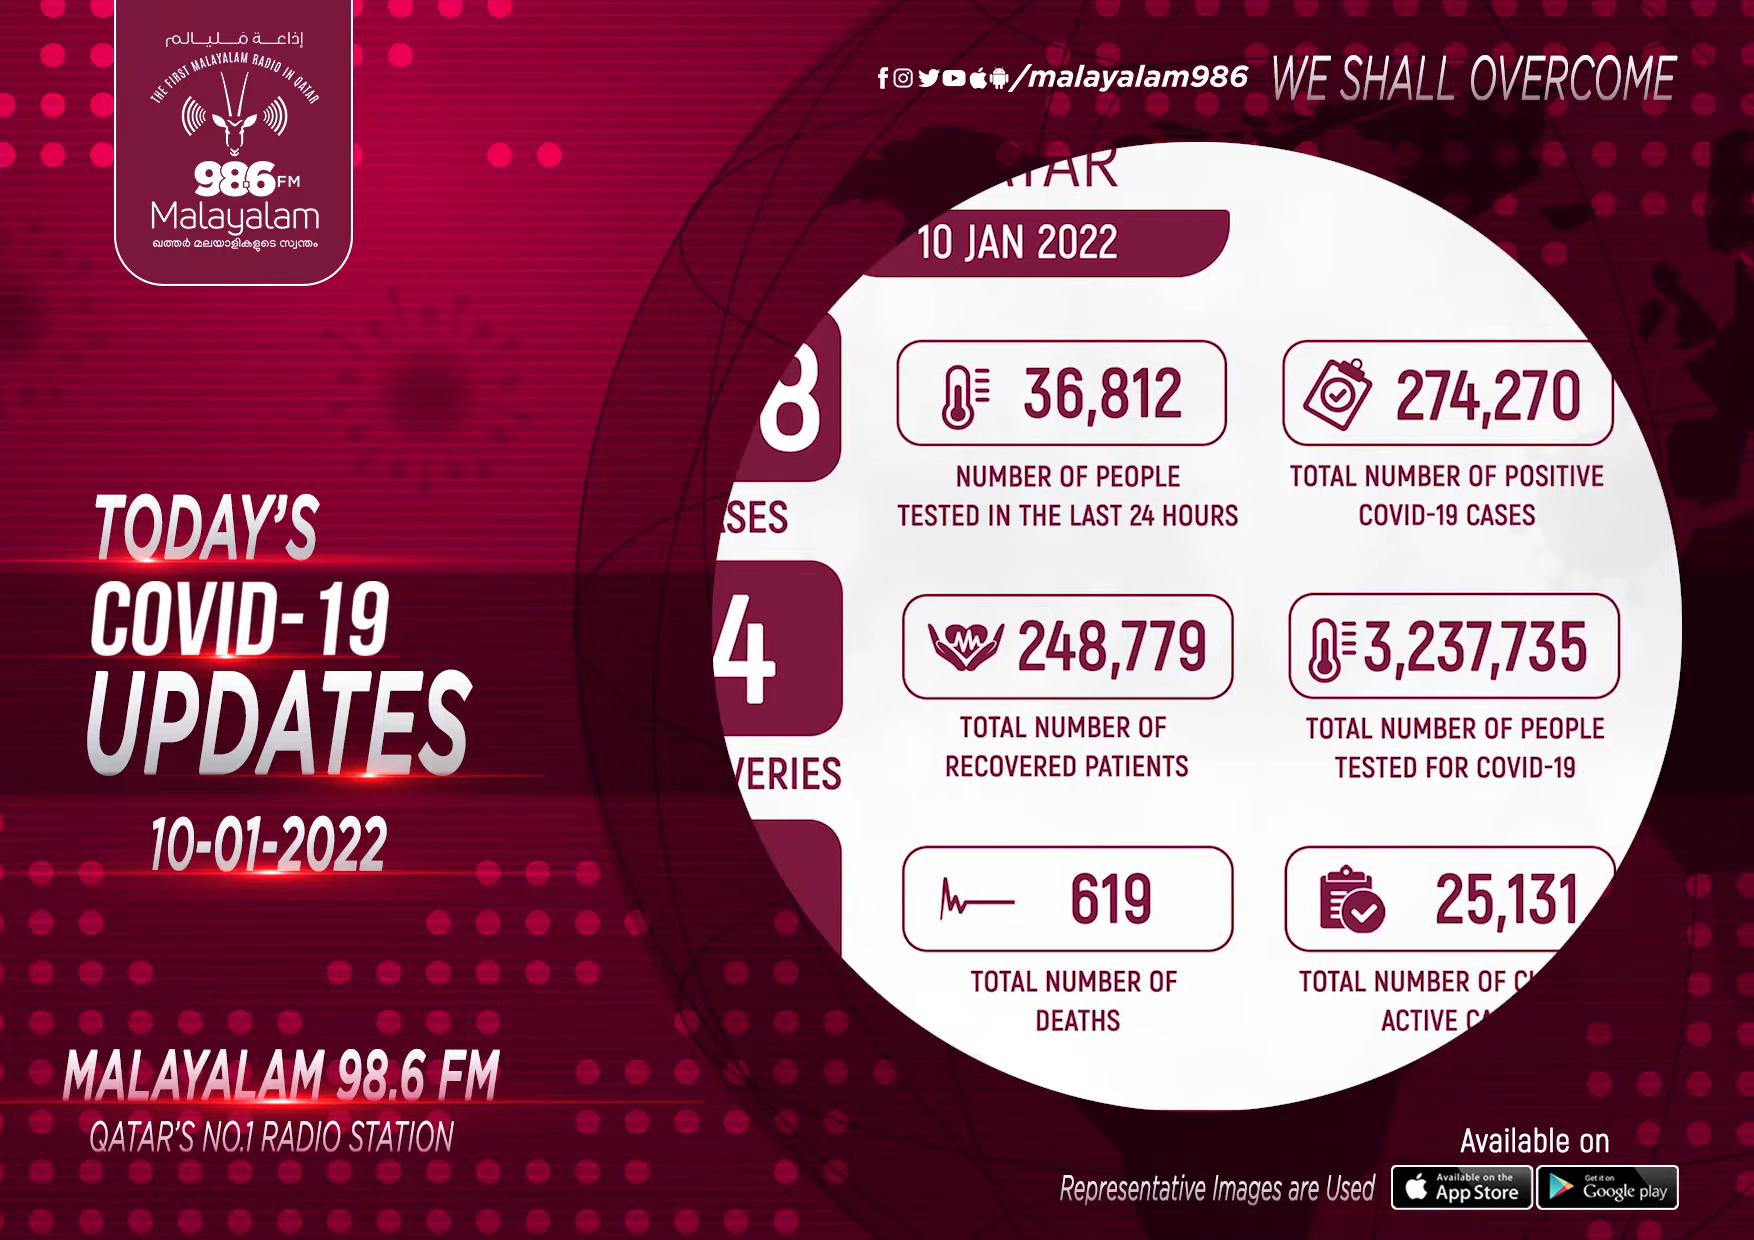 إذاعـــة مـلـيـالـم
THE FIRST MALAYALAM RADIO IN QATAR
98.6 FM
Malayalam
ഖത്തർ മലയാളികളുടെ സ്വന്തം
/malayalam986
WE SHALL OVERCOME
10 JAN 2022
8
4
36,812
NUMBER OF PEOPLE
TESTED IN THE LAST 24 HOURS
274,270
TOTAL NUMBER OF POSITIVE
COVID-19 CASES
248,779
TOTAL NUMBER OF
RECOVERED PATIENTS
3,237,735
TOTAL NUMBER OF PEOPLE
TESTED FOR COVID-19
619
TOTAL NUMBER OF
DEATHS
25,131
TOTAL NUMBER OF
ACTIVE
TODAY'S
COVID-19
UPDATES
10-01-2022
MALAYALAM 98.6 FM
QATAR'S NO.1 RADIO STATION
Available on
Representative Images are Used
Available on the
App Store
Get it on
Google play